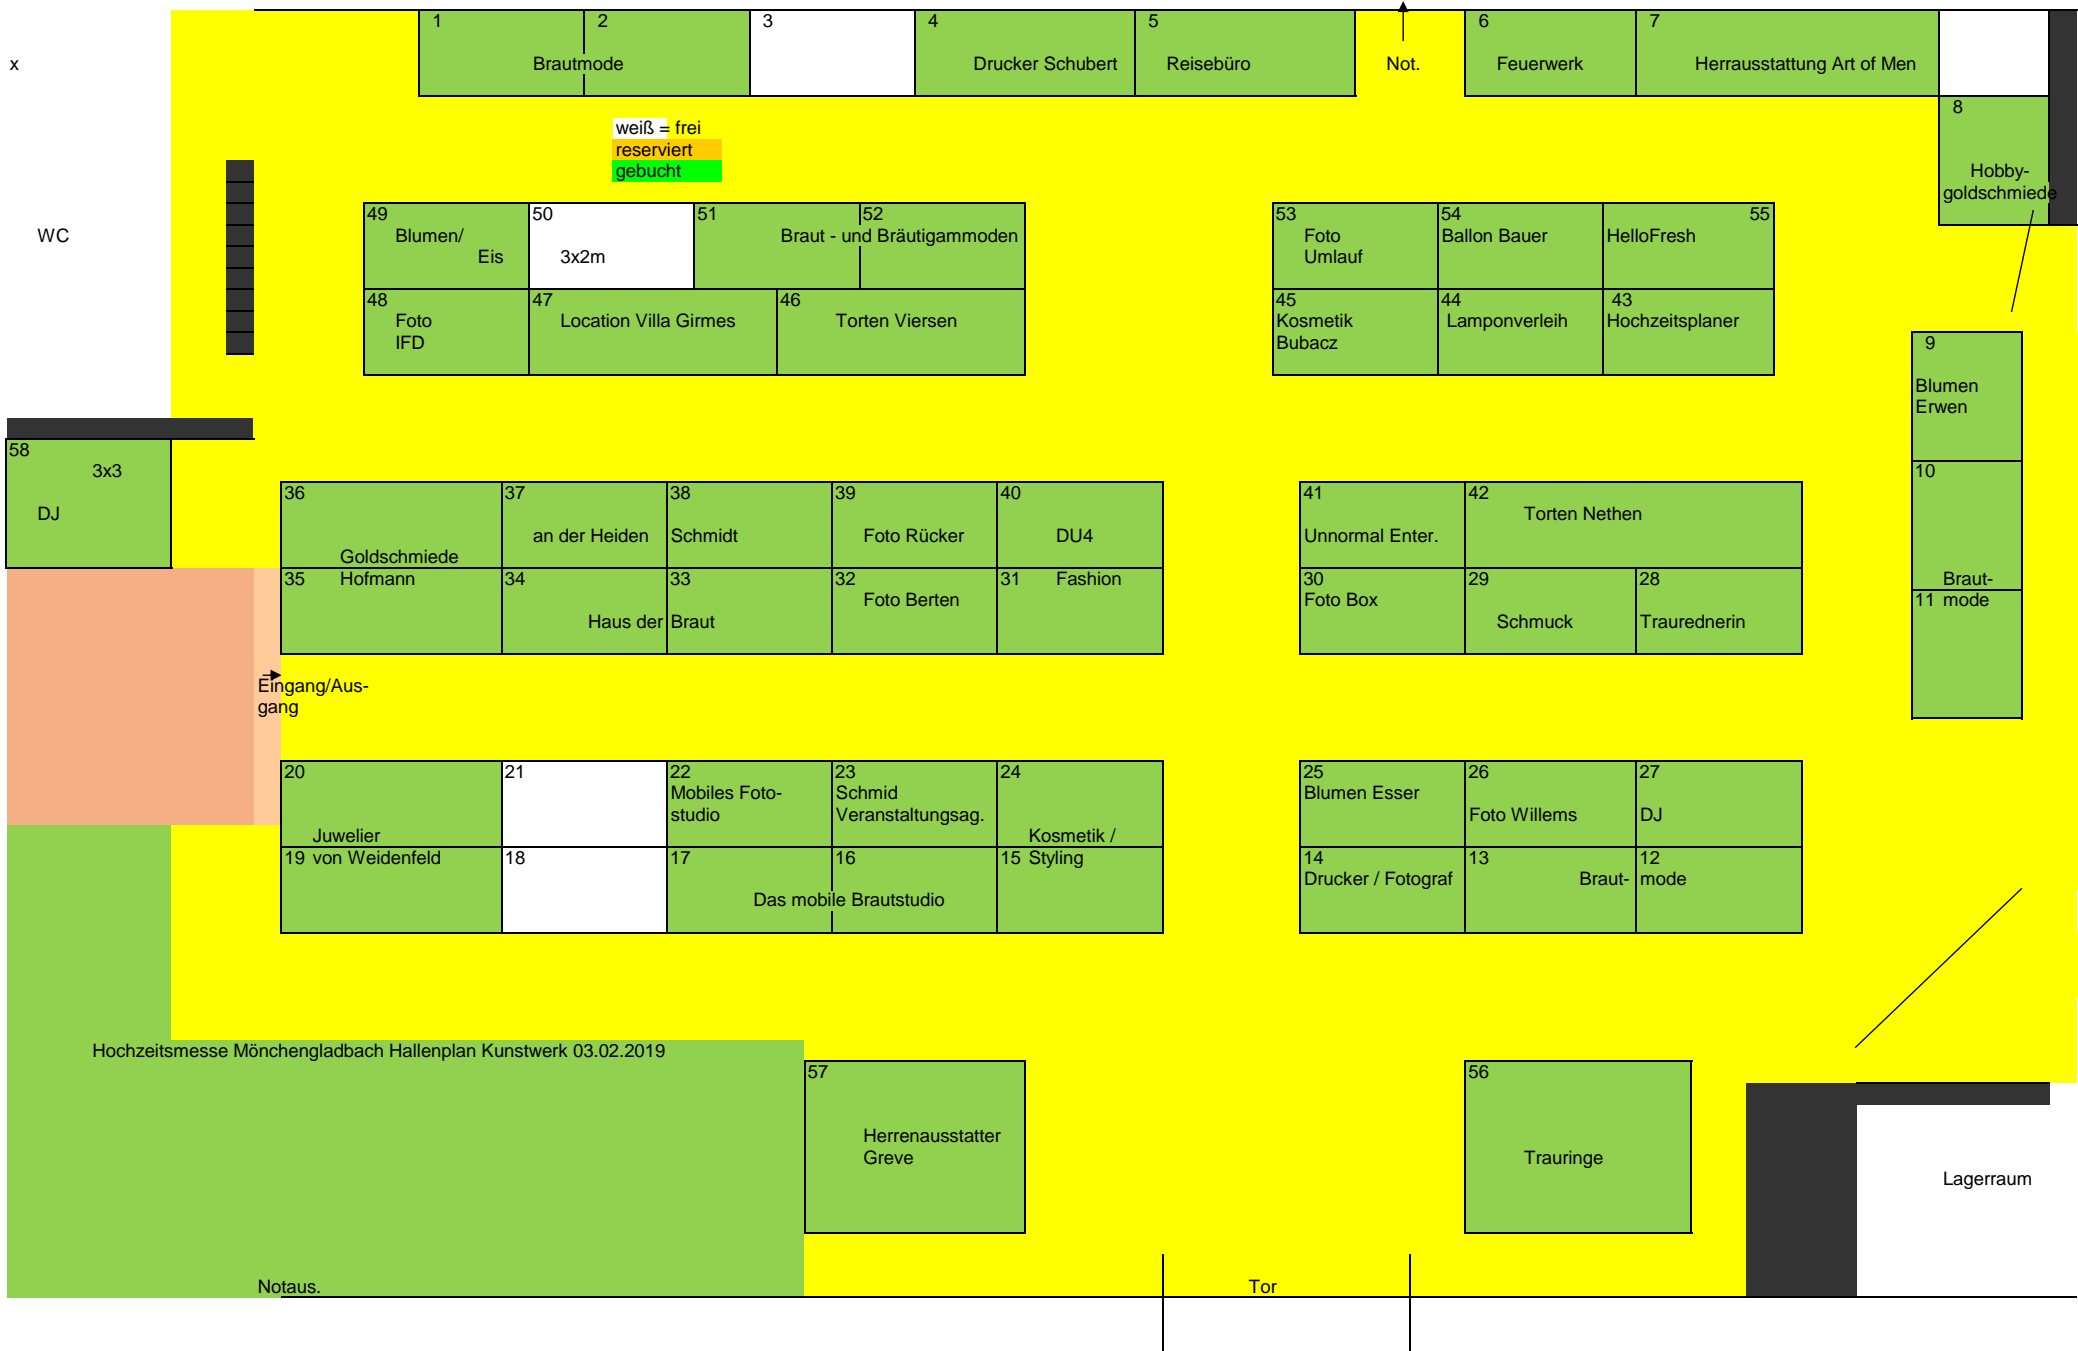 1 2 3 4 5 6 7
x Brautmode Drucker Schubert Reisebüro Not. Feuerwerk Herrausstattung Art of Men
8
weiß = frei
reserviert
gebucht
Hobby-
goldschmiede
49 50 51 52 53 54 55
WC Blumen/ Braut - und Bräutigammoden Foto Ballon Bauer HelloFresh
Eis 3x2m Umlauf
48 47 46 45 44 43
Foto Location Villa Girmes Torten Viersen Kosmetik Lamponverleih Hochzeitsplaner
IFD Bubacz
9
Blumen
Erwen
58
3x3
10
36 37 38 39 40 41 42
DJ Torten Nethen
an der Heiden Schmidt Foto Rücker DU4 Unnormal Enter.
Goldschmiede
35 Hofmann 34 33 32 31 Fashion 30 29 28 Braut-
Foto Berten Foto Box 11 mode
Haus der Braut Schmuck Traurednerin
Eingang/Aus-
gang
20 21 22 23 24 25 26 27
Mobiles Foto- Schmid Blumen Esser
studio Veranstaltungsag. Foto Willems DJ
Juwelier Kosmetik /
19 von Weidenfeld 18 17 16 15 Styling 14 13 12
Drucker / Fotograf Braut- mode
Das mobile Brautstudio
Hochzeitsmesse Mönchengladbach Hallenplan Kunstwerk 03.02.2019
57 56
Herrenausstatter
Greve Trauringe
Lagerraum
Notaus. Tor